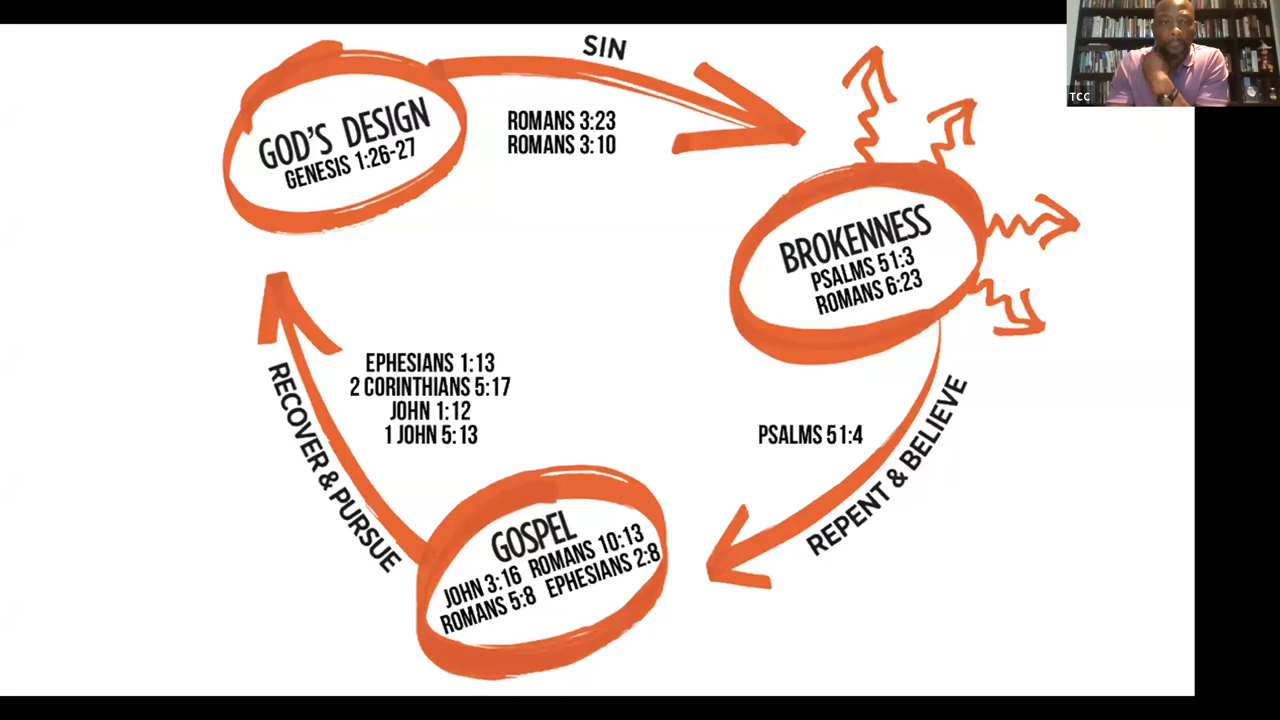 SIN
TCC
GOD'S DESIGN
GENESIS 1:26-27
ROMANS 3:23
ROMANS 3:10
BROKENNESS
PSALMS 51:3
ROMANS 6:23
EPHESIANS 1:13
2 CORINTHIANS 5:17
JOHN 1:12
1 JOHN 5:13
RECOVER & PURSUE
PSALMS 51:4
REPENT & BELIEVE
GOSPEL
JOHN 3:16 ROMANS 10:13
ROMANS 5:8 EPHESIANS 2:8